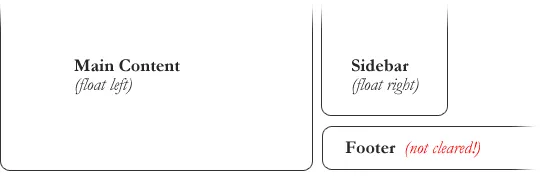 Main Content
(float left)
Sidebar
(float right)
Footer (not cleared!)